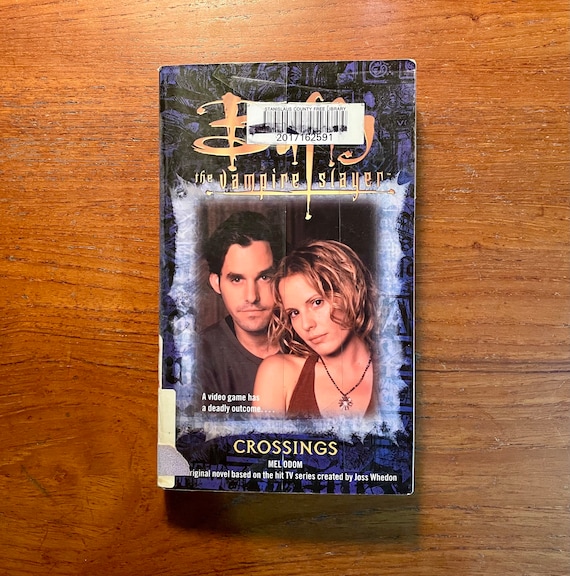 STANISLAUS COUNTY FREE LIBRARY
2017162591
Buffy
the vampire slayer
A video game has
a deadly outcome....
CROSSINGS
MEL ODOM
riginal novel based on the hit TV series created by Joss Whedon